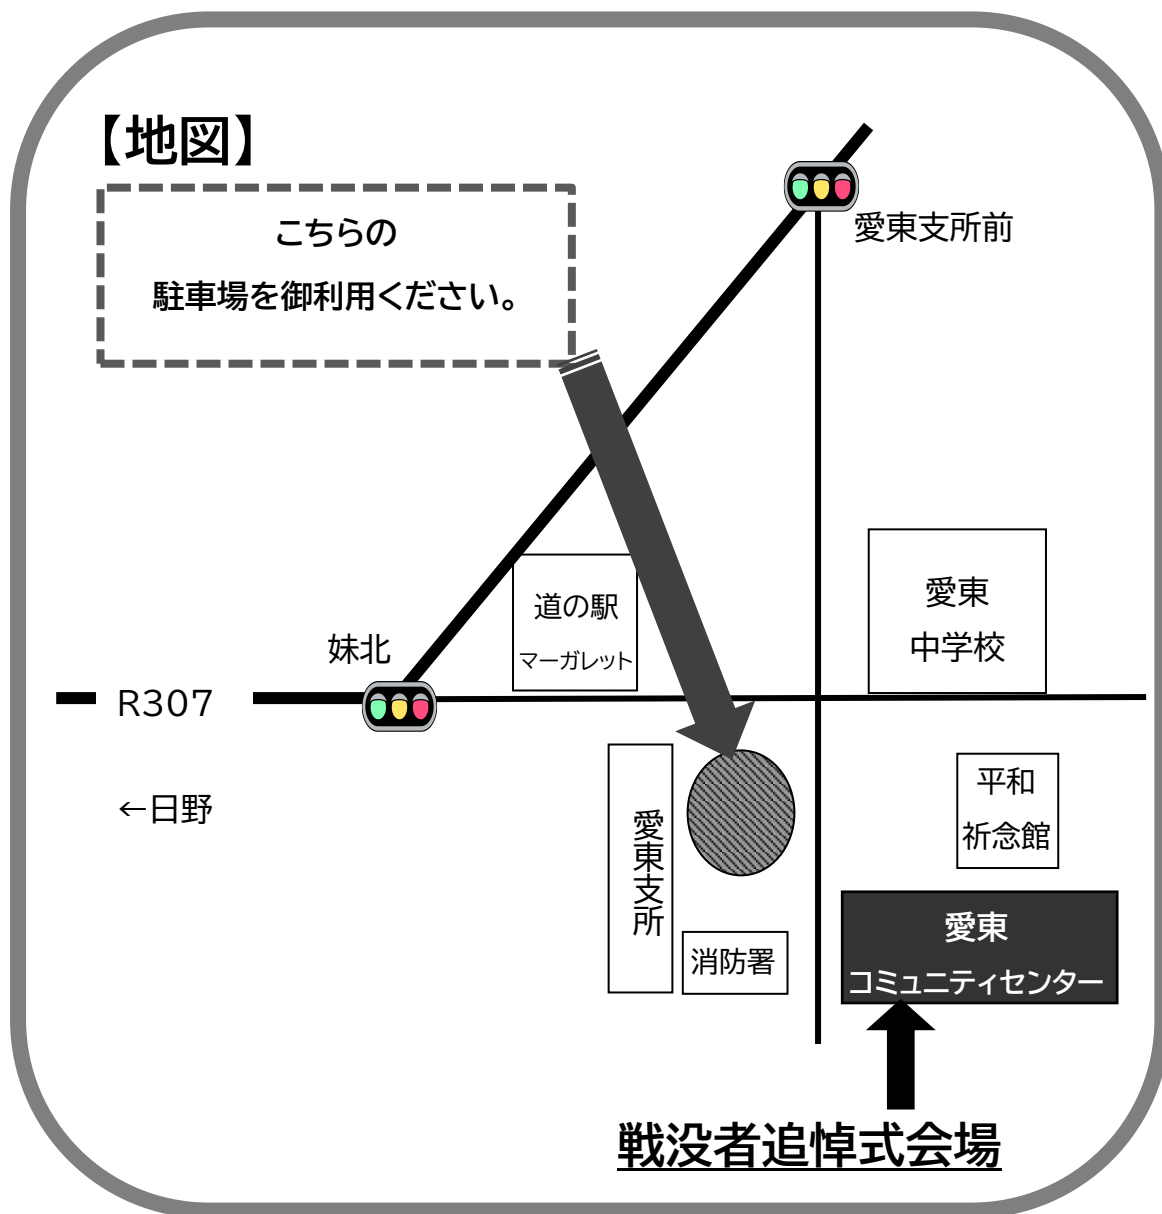 【地図】
こちらの
駐車場を御利用ください。
愛東支所前
道の駅
マーガレット
愛東
中学校
妹北
R307
←日野
愛東支所
平和
祈念館
消防署
愛東
コミュニティセンター
戦没者追悼式会場